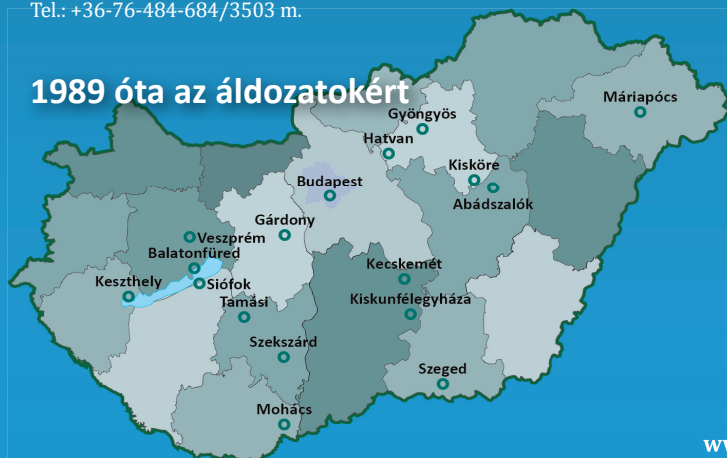 Tel.: +36-76-484-684/3503 m.
1989 óta az áldozatokért
Máriapócs
Gyöngyös
Hatvan
Kisköre
Budapest
Abádszalók
Gárdony
Veszprém
Balatonfüred
Kecskemét
Keszthely
Siófok
Tamási
Kiskunfélegyháza
Szekszárd
Szeged
Mohács